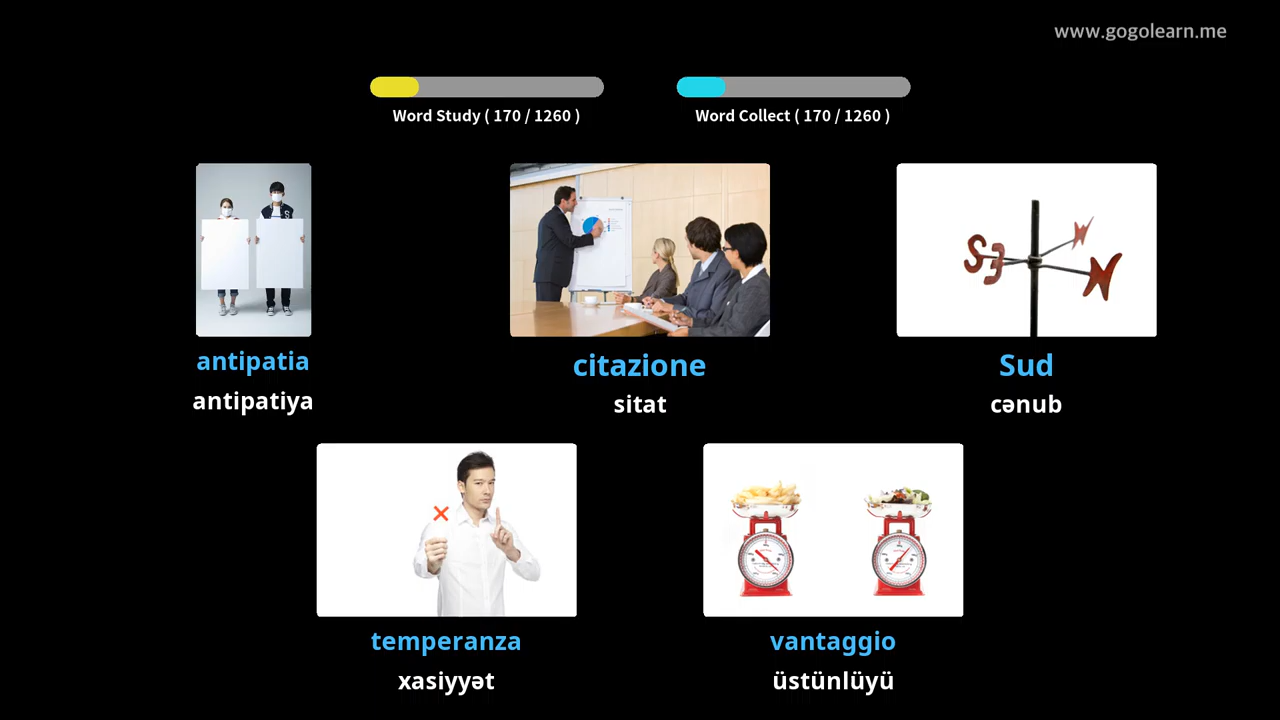 www.gogolearn.me
Word Study ( 170 / 1260 )
Word Collect ( 170 / 1260 )
antipatia
antipatiya
citazione
sitat
Sud
cənub
temperanza
xasiyyət
vantaggio
üstünlüyü